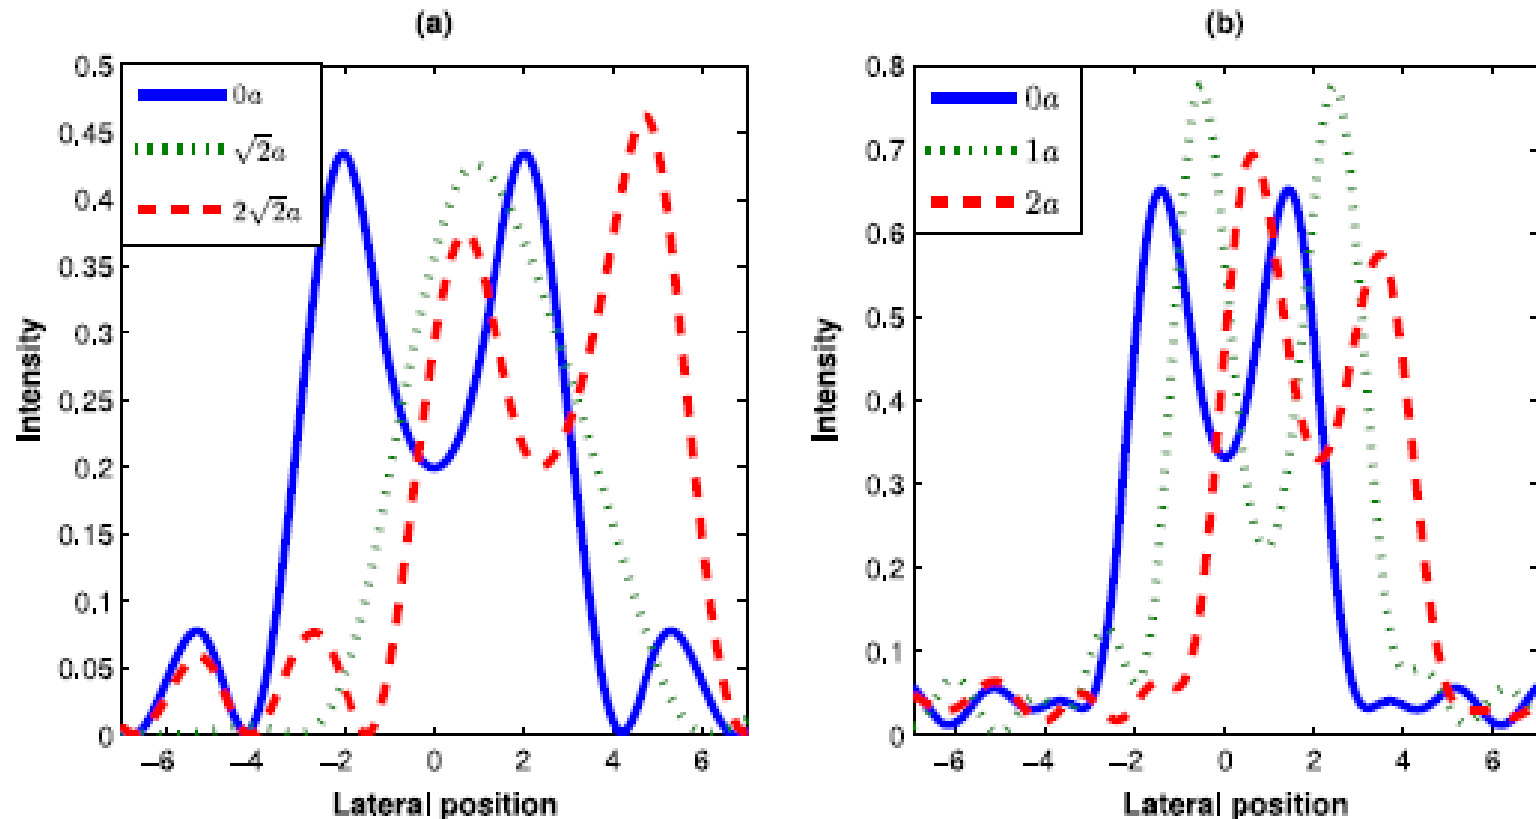 (a)
0.5
0.45
0.4
0.35
0.3
0.25
0.2
0.15
0.1
0.05
0
Intensity
0a
√2a
2√2a
−6 −4 −2 0 2 4 6
Lateral position
(b)
0.8
0.7
0.6
0.5
0.4
0.3
0.2
0.1
0
Intensity
0a
1a
2a
−6 −4 −2 0 2 4 6
Lateral position